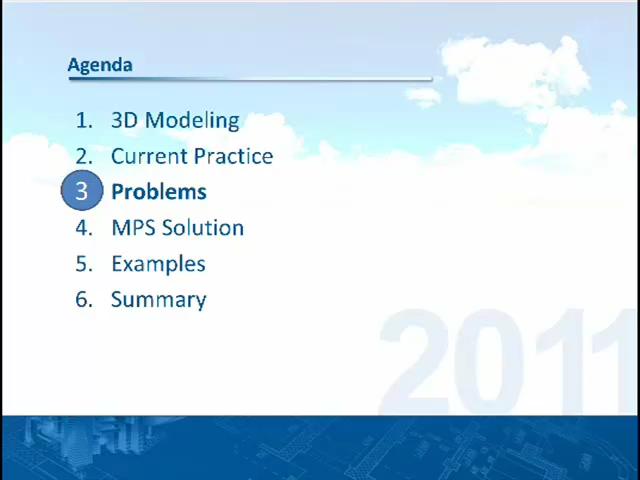 Agenda
1. 3D Modeling
2. Current Practice
3 Problems
4. MPS Solution
5. Examples
6. Summary
2011